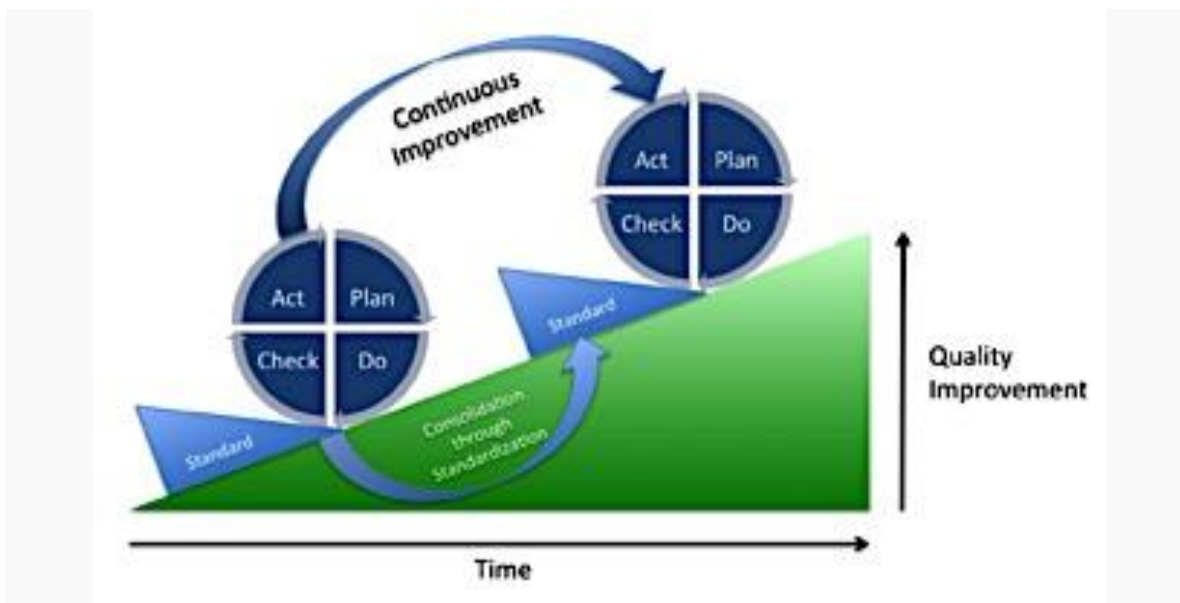 Continuous
Improvement
Act
Plan
Check
Do
Act
Plan
Check
Do
Standard
Standard
Consolidation
through
Standardization
Quality
Improvement
Time